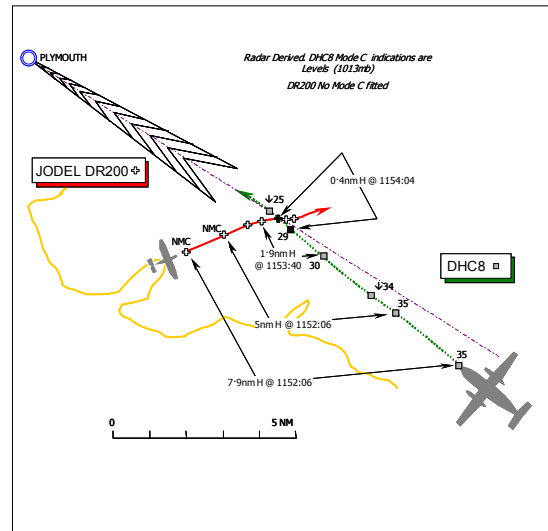 PLYMOUTH
Radar Derived. DHC8 Mode C indications are
Levels (1013mb)
DR200 No Mode C fitted
JODEL DR200
0·4nm H @ 1154:04
↓25
NMC
NMC
29
1·9nm H
@ 1153:40
30
DHC8
↓34
35
5nm H @ 1152:06
35
7·9nm H @ 1152:06
0
5 NM